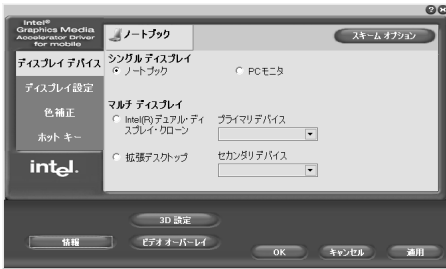 Intel®
Graphics Media
Accelerator Driver
for mobile
ノートブック
スキーム オプション
ディスプレイ デバイス
ディスプレイ設定
色補正
ホット キー
intel.
シングル ディスプレイ
ノートブック
PCモニタ
マルチ ディスプレイ
Intel(R) デュアル・ディ
スプレイ・クローン
プライマリ デバイス
拡張デスクトップ
セカンダリ デバイス
3D 設定
情報
ビデオ オーバーレイ
OK
キャンセル
適用